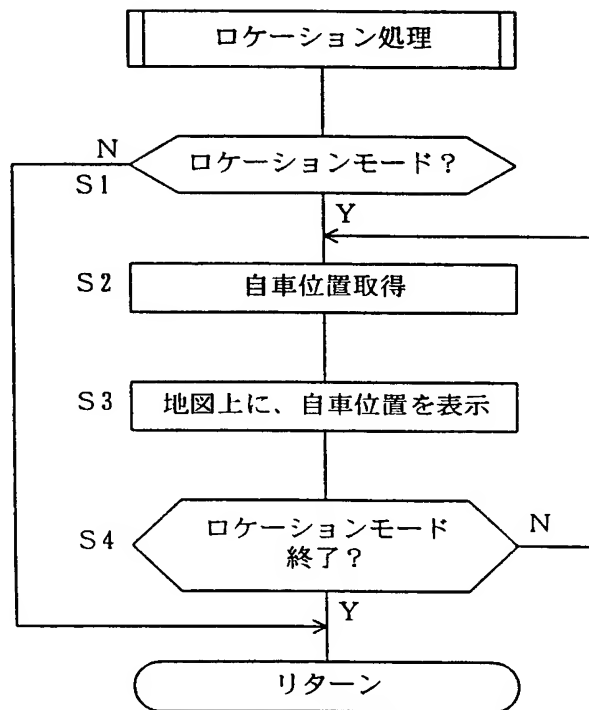 ロケーション処理
N
ロケーションモード？
S1
Y
S2
自車位置取得
S3
地図上に、自車位置を表示
S4
ロケーションモード
終了？
N
Y
リターン